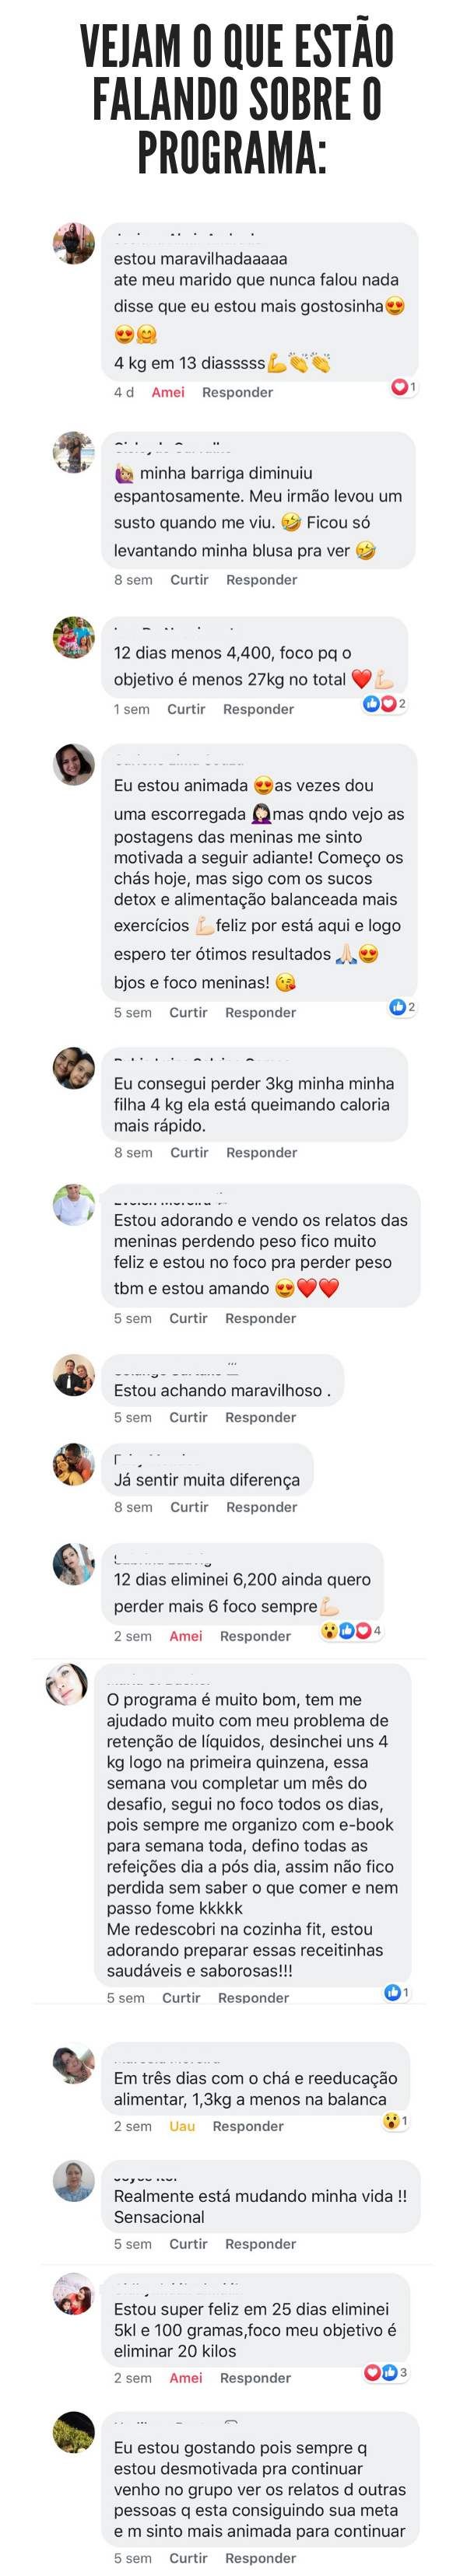 VEJAM O QUE ESTÃO
FALANDO SOBRE O
PROGRAMA:
estou maravilhadaaaaa
ate meu marido que nunca falou nada
disse que eu estou mais gostosinha😍
😍🤗
4 kg em 13 diasssss💪👏👏
4 d Amei Responder 1
🙋🏼‍♀️ minha barriga diminuiu
espantosamente. Meu irmão levou um
susto quando me viu. 🤣 Ficou só
levantando minha blusa pra ver 🤣
8 sem Curtir Responder
12 dias menos 4,400, foco pq o
objetivo é menos 27kg no total ❤️💪🏻
1 sem Curtir Responder 2
Eu estou animada 😍as vezes dou
uma escorregada 🤦🏻‍♀️mas qndo vejo as
postagens das meninas me sinto
motivada a seguir adiante! Começo os
chás hoje, mas sigo com os sucos
detox e alimentação balanceada mais
exercícios 💪🏻feliz por está aqui e logo
espero ter ótimos resultados 🙏🏻😍
bjos e foco meninas! 😘
5 sem Curtir Responder 2
Eu consegui perder 3kg minha minha
filha 4 kg ela está queimando caloria
mais rápido.
8 sem Curtir Responder
Estou adorando e vendo os relatos das
meninas perdendo peso fico muito
feliz e estou no foco pra perder peso
tbm e estou amando 😍❤️❤️
5 sem Curtir Responder
Estou achando maravilhoso .
5 sem Curtir Responder
Já sentir muita diferença
8 sem Curtir Responder
12 dias eliminei 6,200 ainda quero
perder mais 6 foco sempre💪🏻
2 sem Amei Responder 4
O programa é muito bom, tem me
ajudado muito com meu problema de
retenção de líquidos, desinchei uns 4
kg logo na primeira quinzena, essa
semana vou completar um mês do
desafio, segui no foco todos os dias,
pois sempre me organizo com e-book
para semana toda, defino todas as
refeições dia a pós dia, assim não fico
perdida sem saber o que comer e nem
passo fome kkkkk
Me redescobri na cozinha fit, estou
adorando preparar essas receitinhas
saudáveis e saborosas!!!
5 sem Curtir Responder 1
Em três dias com o chá e reeducação
alimentar, 1,3kg a menos na balanca
2 sem Uau Responder 1
Realmente está mudando minha vida !!
Sensacional
5 sem Curtir Responder
Estou super feliz em 25 dias eliminei
5kl e 100 gramas,foco meu objetivo é
eliminar 20 kilos
2 sem Amei Responder 3
Eu estou gostando pois sempre q
estou desmotivada pra continuar
venho no grupo ver os relatos d outras
pessoas q esta consiguindo sua meta
e m sinto mais animada para continuar
5 sem Curtir Responder